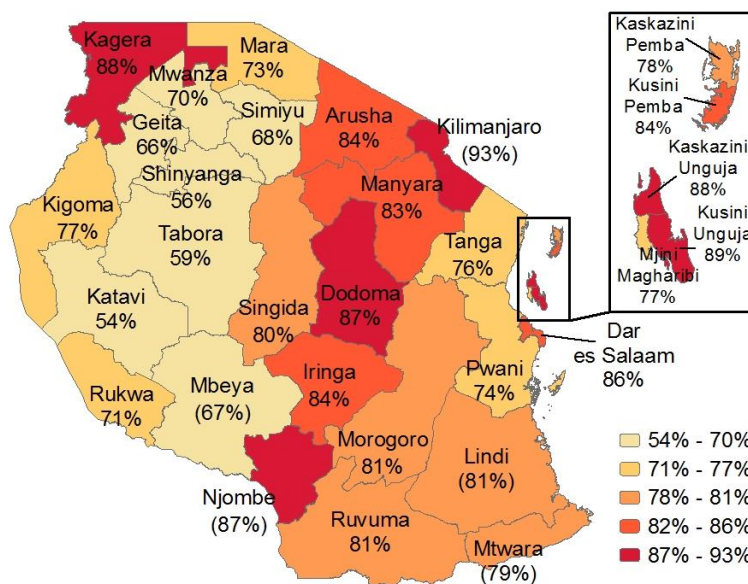 Kagera
88%
Mwanza
70%
Mara
73%
Geita
66%
Simiyu
68%
Shinyanga
56%
Arusha
84%
Kilimanjaro
(93%)
Kigoma
77%
Tabora
59%
Manyara
83%
Tanga
76%
Katavi
54%
Singida
80%
Dodoma
87%
Dar
es Salaam
86%
Rukwa
71%
Mbeya
(67%)
Iringa
84%
Pwani
74%
Morogoro
81%
Lindi
(81%)
Njombe
(87%)
Ruvuma
81%
Mtwara
(79%)
Kaskazini
Pemba
78%
Kusini
Pemba
84%
Kaskazini
Unguja
88%
Kusini
Unguja
89%
Mjini
Magharibi
77%
54% - 70%
71% - 77%
78% - 81%
82% - 86%
87% - 93%